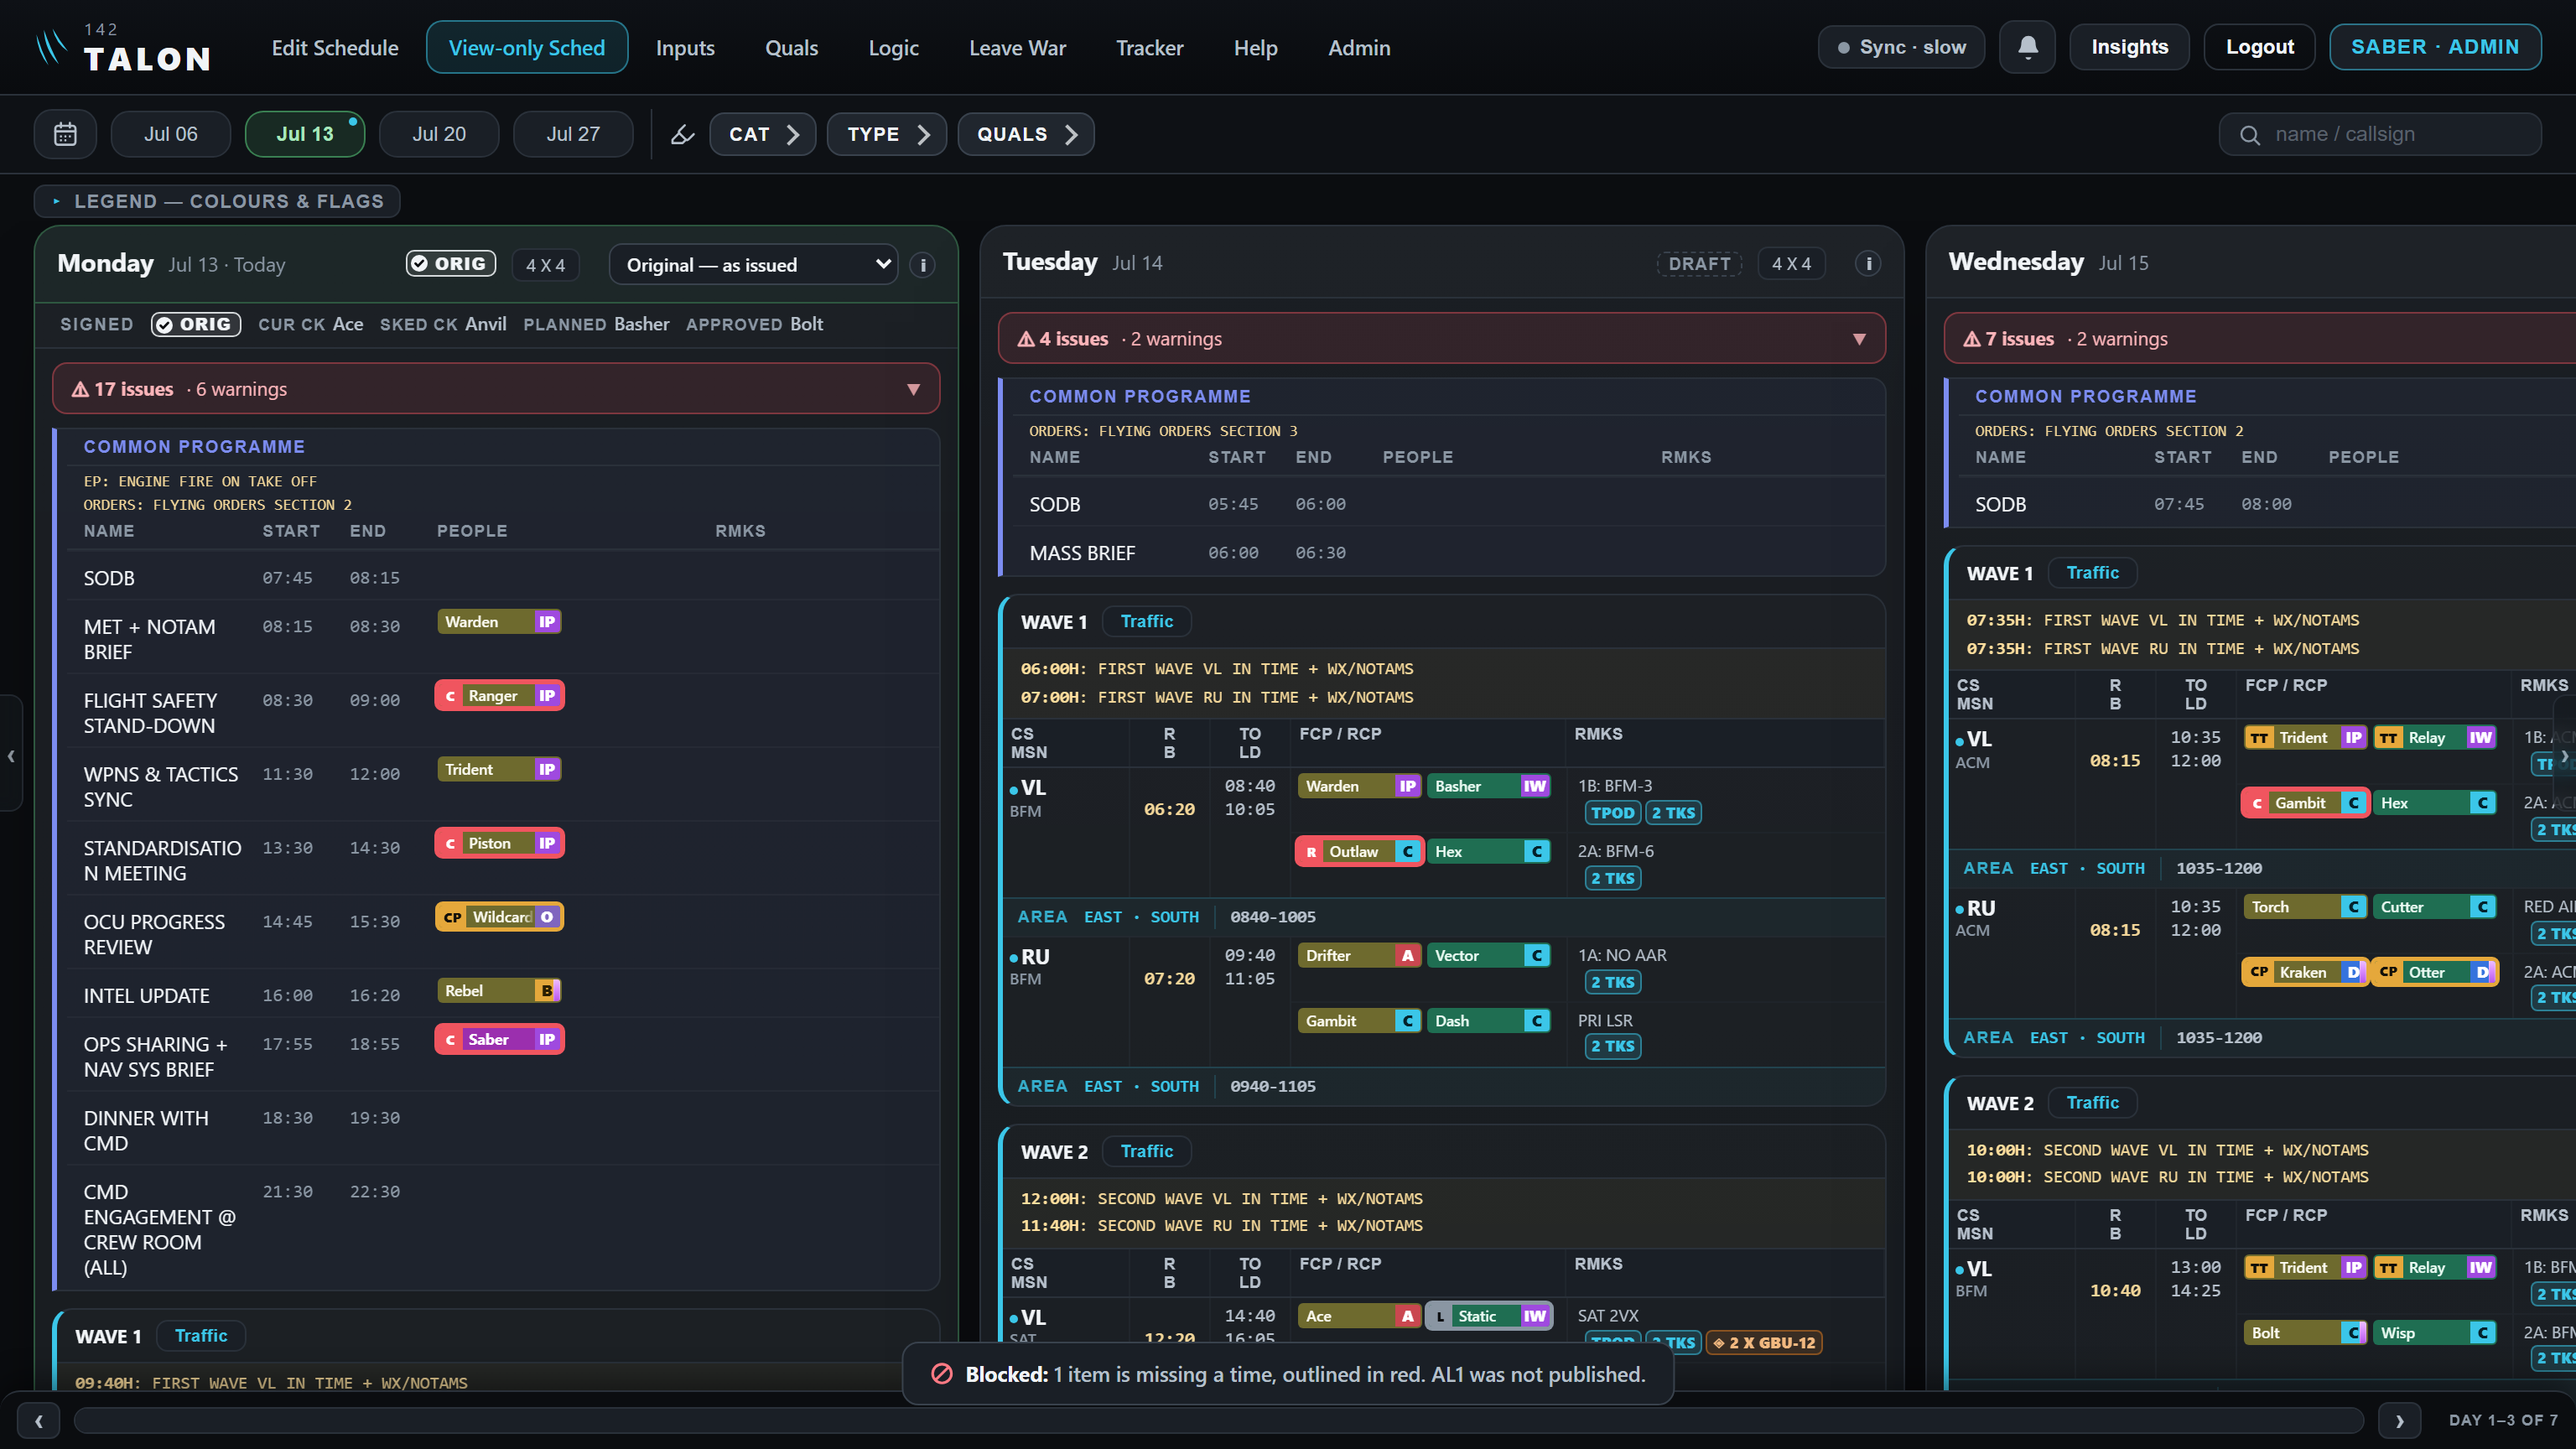 142
TALON
Edit Schedule
View-only Sched
Inputs
Quals
Logic
Leave War
Tracker
Help
Admin
Sync · slow
Insights
Logout
SABER · ADMIN
Jul 06
Jul 13
Jul 20
Jul 27
CAT
TYPE
QUALS
name / callsign
LEGEND — COLOURS & FLAGS
Monday Jul 13 · Today
ORIG
4 X 4
Original — as issued
i
SIGNED ORIG CUR CK Ace SKED CK Anvil PLANNED Basher APPROVED Bolt
17 issues · 6 warnings
COMMON PROGRAMME
EP: ENGINE FIRE ON TAKE OFF
ORDERS: FLYING ORDERS SECTION 2
NAME START END PEOPLE RMKS
SODB 07:45 08:15
MET + NOTAM 08:15 08:30 Warden IP
BRIEF
FLIGHT SAFETY 08:30 09:00 C Ranger IP
STAND-DOWN
WPNS & TACTICS 11:30 12:00 Trident IP
SYNC
STANDARDISATIO 13:30 14:30 C Piston IP
N MEETING
OCU PROGRESS 14:45 15:30 CP Wildcard O
REVIEW
INTEL UPDATE 16:00 16:20 Rebel B
OPS SHARING + 17:55 18:55 C Saber IP
NAV SYS BRIEF
DINNER WITH 18:30 19:30
CMD
CMD 21:30 22:30
ENGAGEMENT @
CREW ROOM
(ALL)
WAVE 1 Traffic
09:40H: FIRST WAVE VL IN TIME + WX/NOTAMS
Tuesday Jul 14
DRAFT
4 X 4
i
4 issues · 2 warnings
COMMON PROGRAMME
ORDERS: FLYING ORDERS SECTION 3
NAME START END PEOPLE RMKS
SODB 05:45 06:00
MASS BRIEF 06:00 06:30
WAVE 1 Traffic
06:00H: FIRST WAVE VL IN TIME + WX/NOTAMS
07:00H: FIRST WAVE RU IN TIME + WX/NOTAMS
CS R TO FCP / RCP RMKS
MSN B LD
VL 08:40 Warden IP Basher IW 1B: BFM-3
BFM 06:20 10:05 TPOD 2 TKS
R Outlaw C Hex C 2A: BFM-6
2 TKS
AREA EAST · SOUTH 0840-1005
RU 09:40 Drifter A Vector C 1A: NO AAR
BFM 07:20 11:05 2 TKS
Gambit C Dash C PRI LSR
2 TKS
AREA EAST · SOUTH 0940-1105
WAVE 2 Traffic
12:00H: SECOND WAVE VL IN TIME + WX/NOTAMS
11:40H: SECOND WAVE RU IN TIME + WX/NOTAMS
CS R TO FCP / RCP RMKS
MSN B LD
VL 14:40 Ace A L Static IW SAT 2VX
SAT 12:20 16:05 TPOD 2 TKS 2 X GBU-12
Wednesday Jul 15
7 issues · 2 warnings
COMMON PROGRAMME
ORDERS: FLYING ORDERS SECTION 2
NAME START END PEOPLE
SODB 07:45 08:00
WAVE 1 Traffic
07:35H: FIRST WAVE VL IN TIME + WX/NOTAMS
07:35H: FIRST WAVE RU IN TIME + WX/NOTAMS
CS R TO FCP / RCP RMKS
MSN B LD
VL 10:35 TT Trident IP TT Relay IW 1B:
ACM 08:15 12:00
C Gambit C Hex C 2A:
2 TKS
AREA EAST · SOUTH 1035-1200
RU 10:35 Torch C Cutter C RED
ACM 08:15 12:00 2 TKS
CP Kraken D CP Otter D 2A:
2 TKS
AREA EAST · SOUTH 1035-1200
WAVE 2 Traffic
10:00H: SECOND WAVE VL IN TIME + WX/NOTAMS
10:00H: SECOND WAVE RU IN TIME + WX/NOTAMS
CS R TO FCP / RCP RMKS
MSN B LD
VL 13:00 TT Trident IP TT Relay IW 1B:
BFM 10:40 14:25 2 TKS
Bolt C Wisp C 2A:
2 TKS
Blocked: 1 item is missing a time, outlined in red. AL1 was not published.
DAY 1–3 OF 7